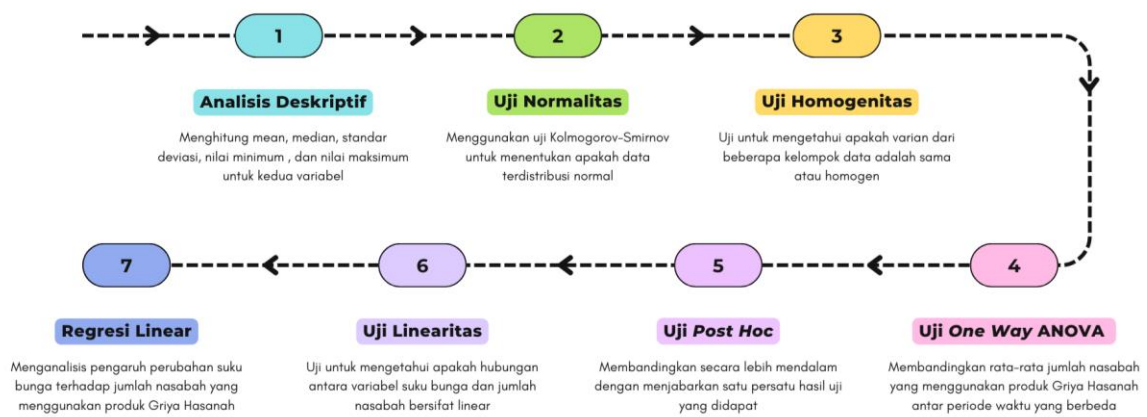 1
2
3
Analisis Deskriptif
Menghitung mean, median, standar
deviasi, nilai minimum , dan nilai maksimum
untuk kedua variabel
Uji Normalitas
Menggunakan uji Kolmogorov-Smirnov
untuk menentukan apakah data
terdistribusi normal
Uji Homogenitas
Uji untuk mengetahui apakah varian dari
beberapa kelompok data adalah sama
atau homogen
7
6
5
4
Regresi Linear
Menganalisis pengaruh perubahan suku
bunga terhadap jumlah nasabah yang
menggunakan produk Griya Hasanah
Uji Linearitas
Uji untuk mengetahui apakah hubungan
antara variabel suku bunga dan jumlah
nasabah bersifat linear
Uji Post Hoc
Membandingkan secara lebih mendalam
dengan menjabarkan satu persatu hasil uji
yang didapat
Uji One Way ANOVA
Membandingkan rata-rata jumlah nasabah
yang menggunakan produk Griya Hasanah
antar periode waktu yang berbeda